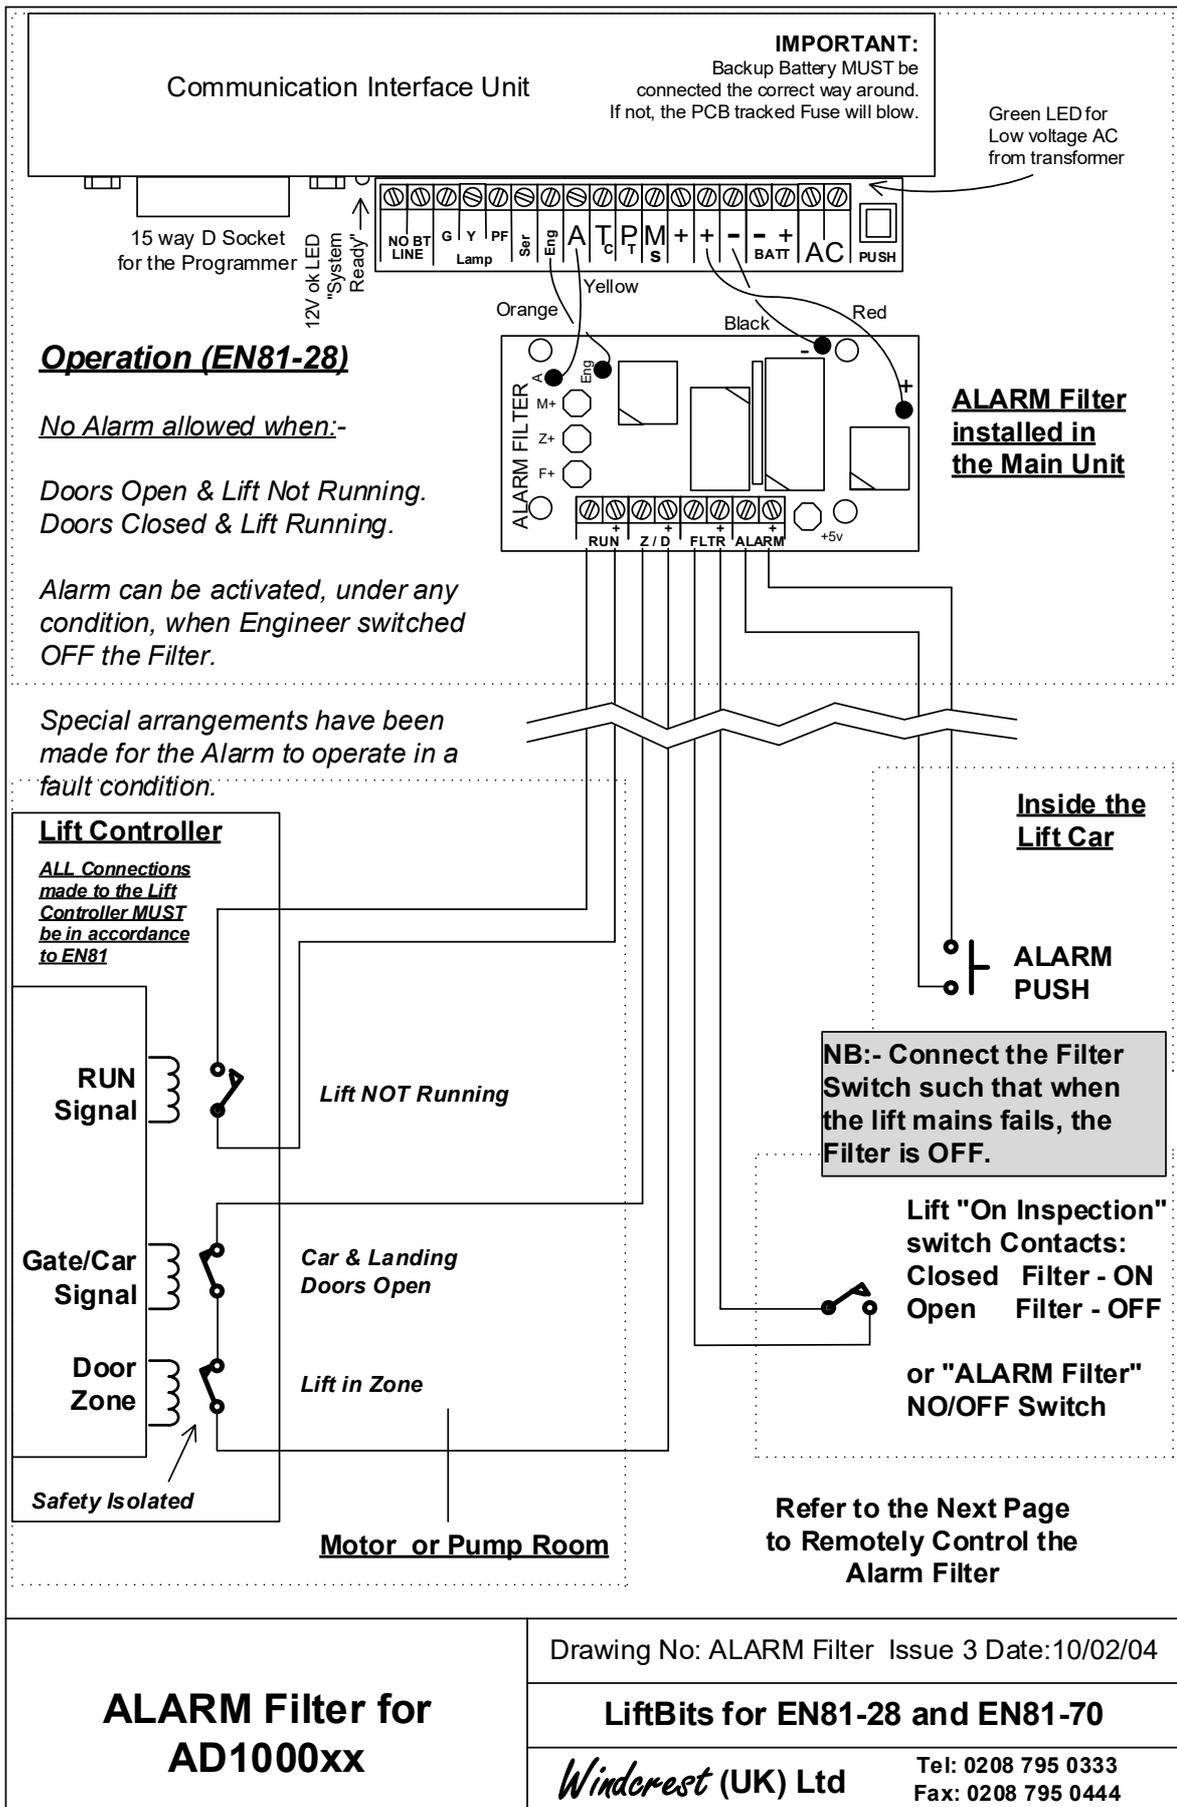 Communication Interface Unit
IMPORTANT:
Backup Battery MUST be
connected the correct way around.
If not, the PCB tracked Fuse will blow.
Green LED for
Low voltage AC
from transformer
15 way D Socket
for the Programmer
12V ok LED
"System
Ready"
NO BT
LINE
G Y PF
Lamp
Ser
Eng
A
TC
PT
MS
+
+
-
- +
BATT
AC
PUSH
Orange
Yellow
Black
Red
Operation (EN81-28)
No Alarm allowed when:-
Doors Open & Lift Not Running.
Doors Closed & Lift Running.
Alarm can be activated, under any
condition, when Engineer switched
OFF the Filter.
Special arrangements have been
made for the Alarm to operate in a
fault condition.
ALARM FILTER
A
Eng
-
+
M+
Z+
F+
+ + + +
RUN Z / D FLTR ALARM
+5v
ALARM Filter
installed in
the Main Unit
Lift Controller
ALL Connections
made to the Lift
Controller MUST
be in accordance
to EN81
Inside the
Lift Car
ALARM
PUSH
RUN
Signal
Lift NOT Running
NB:- Connect the Filter
Switch such that when
the lift mains fails, the
Filter is OFF.
Gate/Car
Signal
Car & Landing
Doors Open
Lift "On Inspection"
switch Contacts:
Closed Filter - ON
Open Filter - OFF
or "ALARM Filter"
NO/OFF Switch
Door
Zone
Lift in Zone
Safety Isolated
Motor or Pump Room
Refer to the Next Page
to Remotely Control the
Alarm Filter
ALARM Filter for
AD1000xx
Drawing No: ALARM Filter Issue 3 Date:10/02/04
LiftBits for EN81-28 and EN81-70
Windcrest (UK) Ltd
Tel: 0208 795 0333
Fax: 0208 795 0444